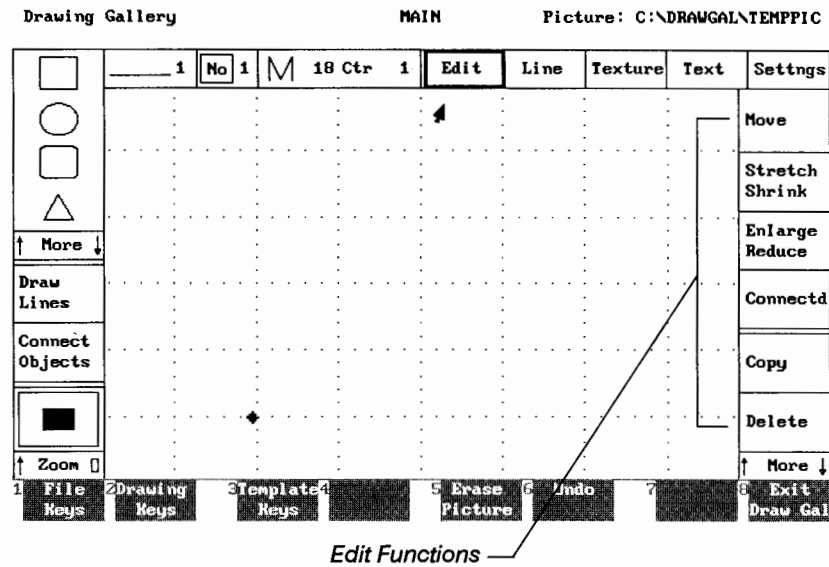 Drawing Gallery MAIN Picture: C:\DRAWGAL\TEMPPIC
1 No 1 18 Ctr 1 Edit Line Texture Text Settngs
Move
Stretch
Shrink
Enlarge
Reduce
Connectd
Copy
Delete
↑ More ↓
↑ More ↓
Draw
Lines
Connect
Objects
↑ Zoom
1 File 2Drawing 3Template4 5 Erase 6 Undo 7 8 Exit
Keys Keys Keys Picture Draw Gal
Edit Functions